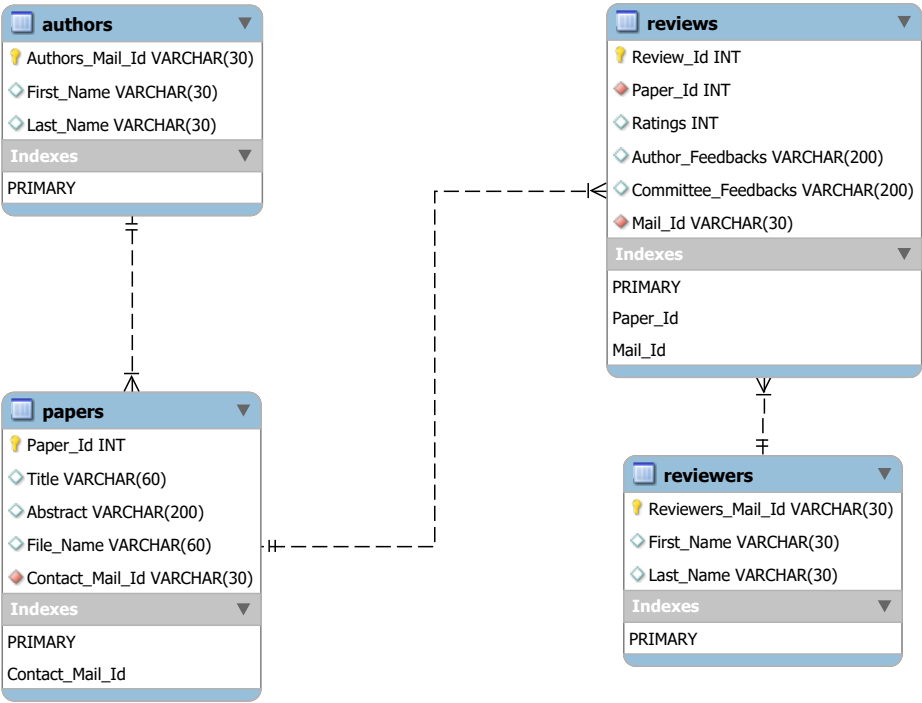 authors
Authors_Mail_Id VARCHAR(30)
First_Name VARCHAR(30)
Last_Name VARCHAR(30)
Indexes
PRIMARY
papers
Paper_Id INT
Title VARCHAR(60)
Abstract VARCHAR(200)
File_Name VARCHAR(60)
Contact_Mail_Id VARCHAR(30)
Indexes
PRIMARY
Contact_Mail_Id
reviews
Review_Id INT
Paper_Id INT
Ratings INT
Author_Feedbacks VARCHAR(200)
Committee_Feedbacks VARCHAR(200)
Mail_Id VARCHAR(30)
Indexes
PRIMARY
Paper_Id
Mail_Id
reviewers
Reviewers_Mail_Id VARCHAR(30)
First_Name VARCHAR(30)
Last_Name VARCHAR(30)
Indexes
PRIMARY